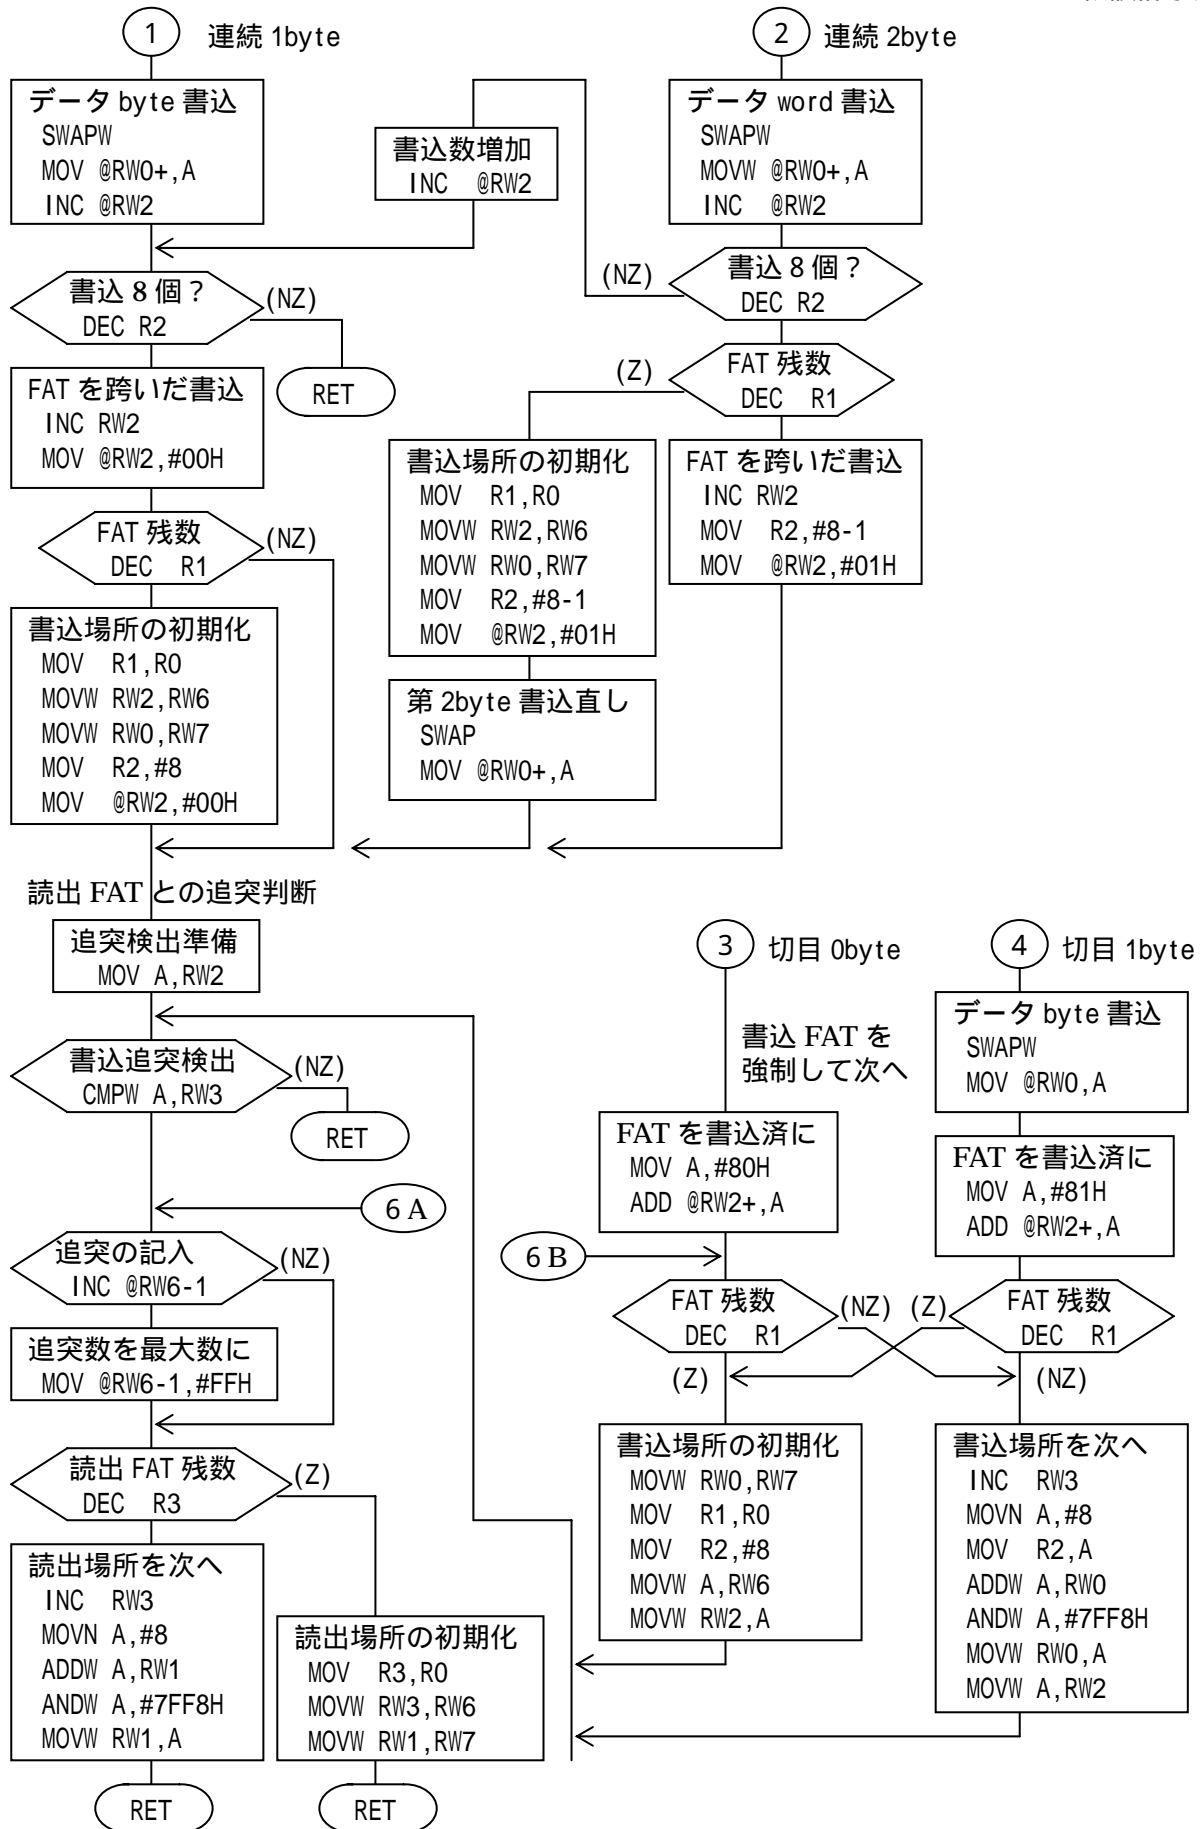 1 連続 1byte
データ byte 書込
SWAPW
MOV @RW0+,A
INC @RW2
書込数増加
INC @RW2
2 連続 2byte
データ word 書込
SWAPW
MOVW @RW0+,A
INC @RW2
書込 8 個？
DEC R2
(NZ)
RET
FAT を跨いだ書込
INC RW2
MOV @RW2,#00H
FAT 残数
DEC R1
(NZ)
書込場所の初期化
MOV R1,R0
MOVW RW2,RW6
MOVW RW0,RW7
MOV R2,#8
MOV @RW2,#00H
(NZ)
書込 8 個？
DEC R2
(Z)
FAT 残数
DEC R1
書込場所の初期化
MOV R1,R0
MOVW RW2,RW6
MOVW RW0,RW7
MOV R2,#8-1
MOV @RW2,#01H
第 2byte 書込直し
SWAP
MOV @RW0+,A
FAT を跨いだ書込
INC RW2
MOV R2,#8-1
MOV @RW2,#01H
読出 FAT との追突判断
追突検出準備
MOV A,RW2
書込追突検出
CMPW A,RW3
(NZ)
RET
6 A
追突の記入
INC @RW6-1
(NZ)
追突数を最大数に
MOV @RW6-1,#FFH
読出 FAT 残数
DEC R3
(Z)
読出場所を次へ
INC RW3
MOVN A,#8
ADDW A,RW1
ANDW A,#7FF8H
MOVW RW1,A
RET
読出場所の初期化
MOV R3,R0
MOVW RW3,RW6
MOVW RW1,RW7
RET
3 切目 0byte
書込 FAT を
強制して次へ
FAT を書込済に
MOV A,#80H
ADD @RW2+,A
6 B
FAT 残数
DEC R1
(NZ)
(Z)
書込場所の初期化
MOVW RW0,RW7
MOV R1,R0
MOV R2,#8
MOVW A,RW6
MOVW RW2,A
4 切目 1byte
データ byte 書込
SWAPW
MOV @RW0,A
FAT を書込済に
MOV A,#81H
ADD @RW2+,A
(Z)
FAT 残数
DEC R1
(NZ)
書込場所を次へ
INC RW3
MOVN A,#8
MOV R2,A
ADDW A,RW0
ANDW A,#7FF8H
MOVW RW0,A
MOVW A,RW2